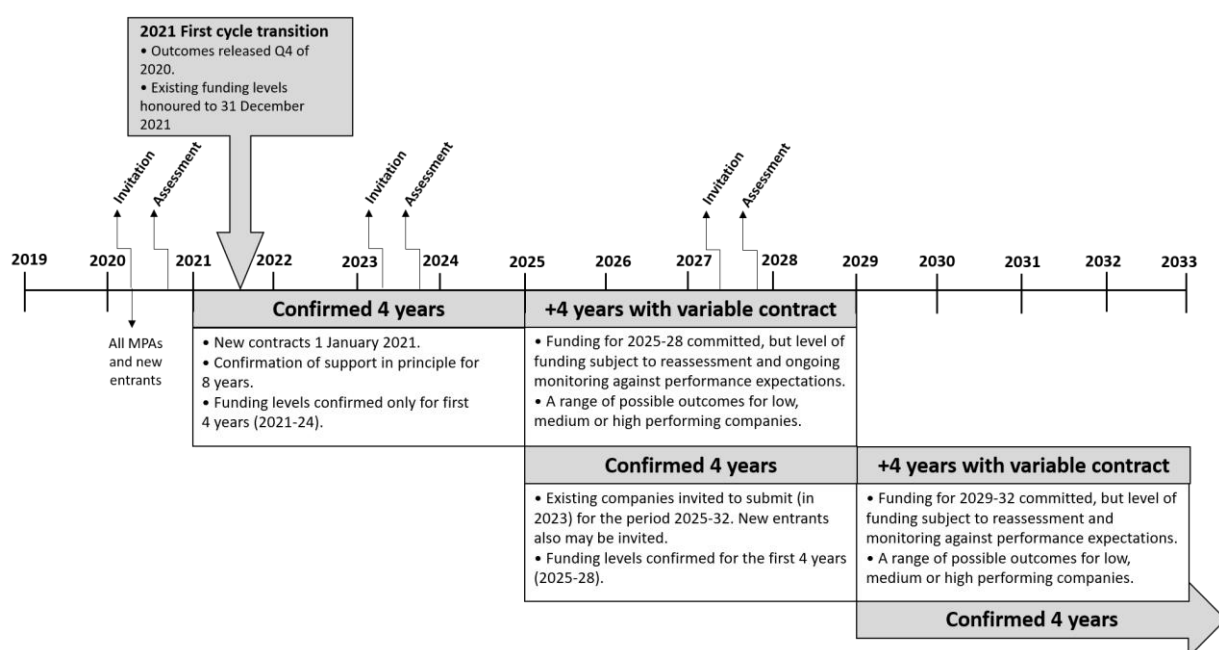 2021 First cycle transition
• Outcomes released Q4 of
2020.
• Existing funding levels
honoured to 31 December
2021
Invitation
Assessment
Invitation
Assessment
Invitation
Assessment
2019
2020
2021
2022
2023
2024
2025
2026
2027
2028
2029
2030
2031
2032
2033
All MPAs
and new
entrants
Confirmed 4 years
• New contracts 1 January 2021.
• Confirmation of support in principle for
8 years.
• Funding levels confirmed only for first
4 years (2021-24).
+4 years with variable contract
• Funding for 2025-28 committed, but level of
funding subject to reassessment and ongoing
monitoring against performance expectations.
• A range of possible outcomes for low,
medium or high performing companies.
Confirmed 4 years
• Existing companies invited to submit (in
2023) for the period 2025-32. New entrants
also may be invited.
• Funding levels confirmed for the first 4 years
(2025-28).
+4 years with variable contract
• Funding for 2029-32 committed, but level of
funding subject to reassessment and
monitoring against performance expectations.
• A range of possible outcomes for low,
medium or high performing companies.
Confirmed 4 years